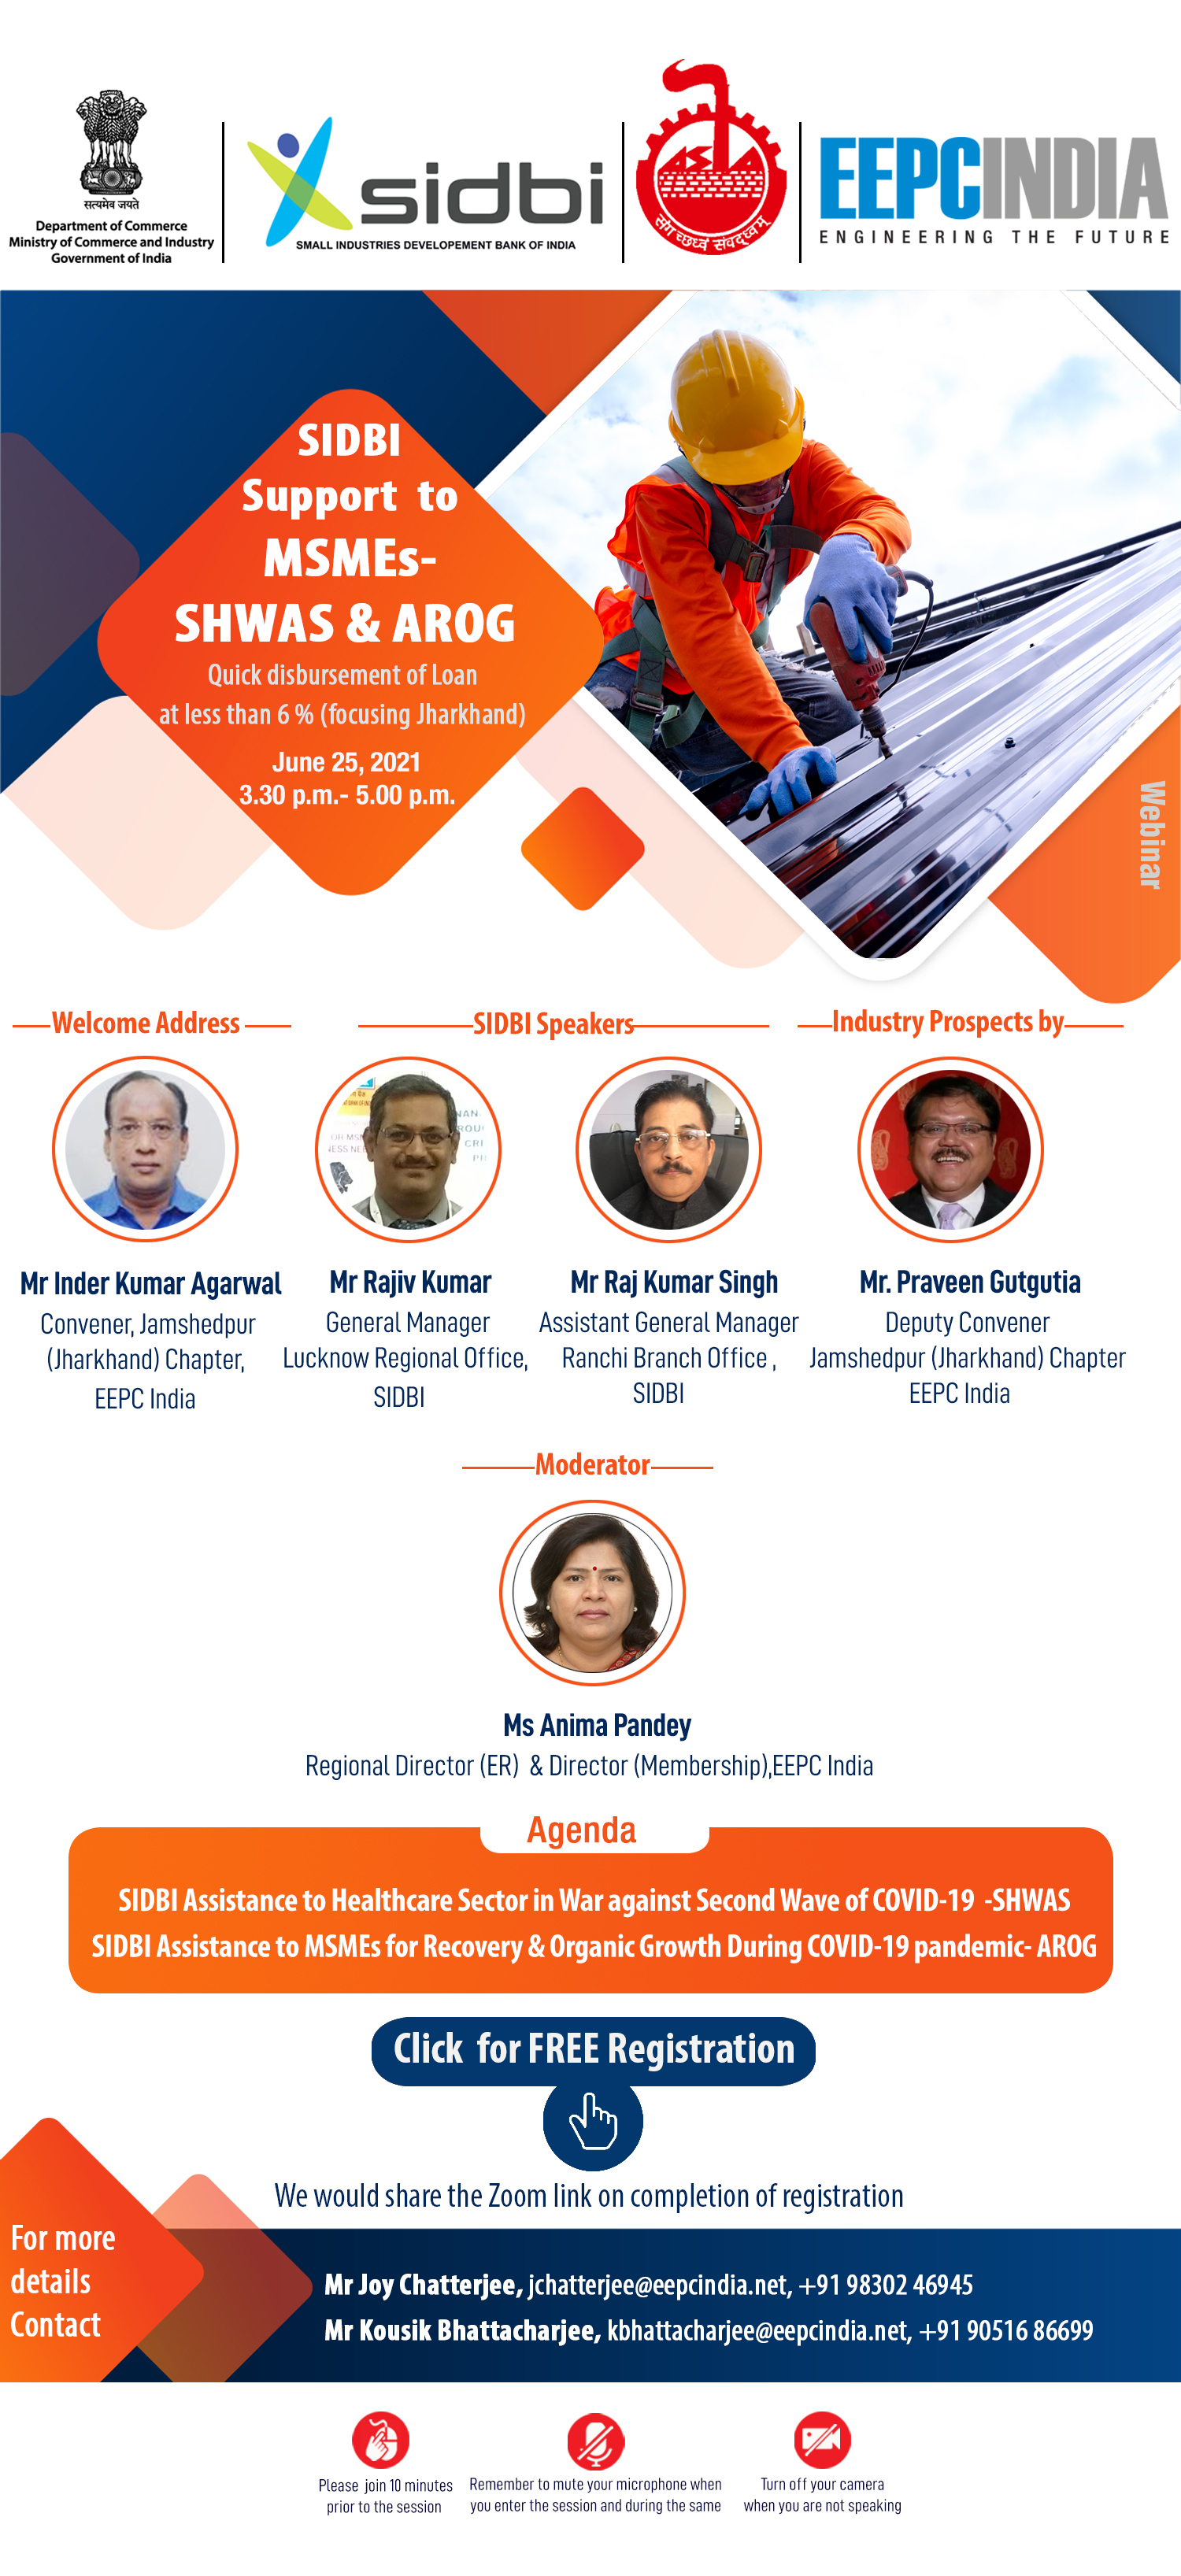 सत्यमेव जयते
Department of Commerce
Ministry of Commerce and Industry
Government of India
sidbi
SMALL INDUSTRIES DEVELOPEMENT BANK OF INDIA
ASIA
संगच्छध्वं संवदध्वम्
EEPCINDIA
ENGINEERING THE FUTURE
SIDBI
Support to
MSMEs-
SHWAS & AROG
Quick disbursement of Loan
at less than 6 % (focusing Jharkhand)
June 25, 2021
3.30 p.m.- 5.00 p.m.
Webinar
Welcome Address
Mr Inder Kumar Agarwal
Convener, Jamshedpur
(Jharkhand) Chapter,
EEPC India
SIDBI Speakers
Mr Rajiv Kumar
General Manager
Lucknow Regional Office,
SIDBI
Mr Raj Kumar Singh
Assistant General Manager
Ranchi Branch Office ,
SIDBI
Industry Prospects by
Mr. Praveen Gutgutia
Deputy Convener
Jamshedpur (Jharkhand) Chapter
EEPC India
Moderator
Ms Anima Pandey
Regional Director (ER) & Director (Membership),EEPC India
Agenda
SIDBI Assistance to Healthcare Sector in War against Second Wave of COVID-19 -SHWAS
SIDBI Assistance to MSMEs for Recovery & Organic Growth During COVID-19 pandemic- AROG
Click for FREE Registration
We would share the Zoom link on completion of registration
For more
details
Contact
Mr Joy Chatterjee, jchatterjee@eepcindia.net, +91 98302 46945
Mr Kousik Bhattacharjee, kbhattacharjee@eepcindia.net, +91 90516 86699
Please join 10 minutes
prior to the session
Remember to mute your microphone when
you enter the session and during the same
Turn off your camera
when you are not speaking